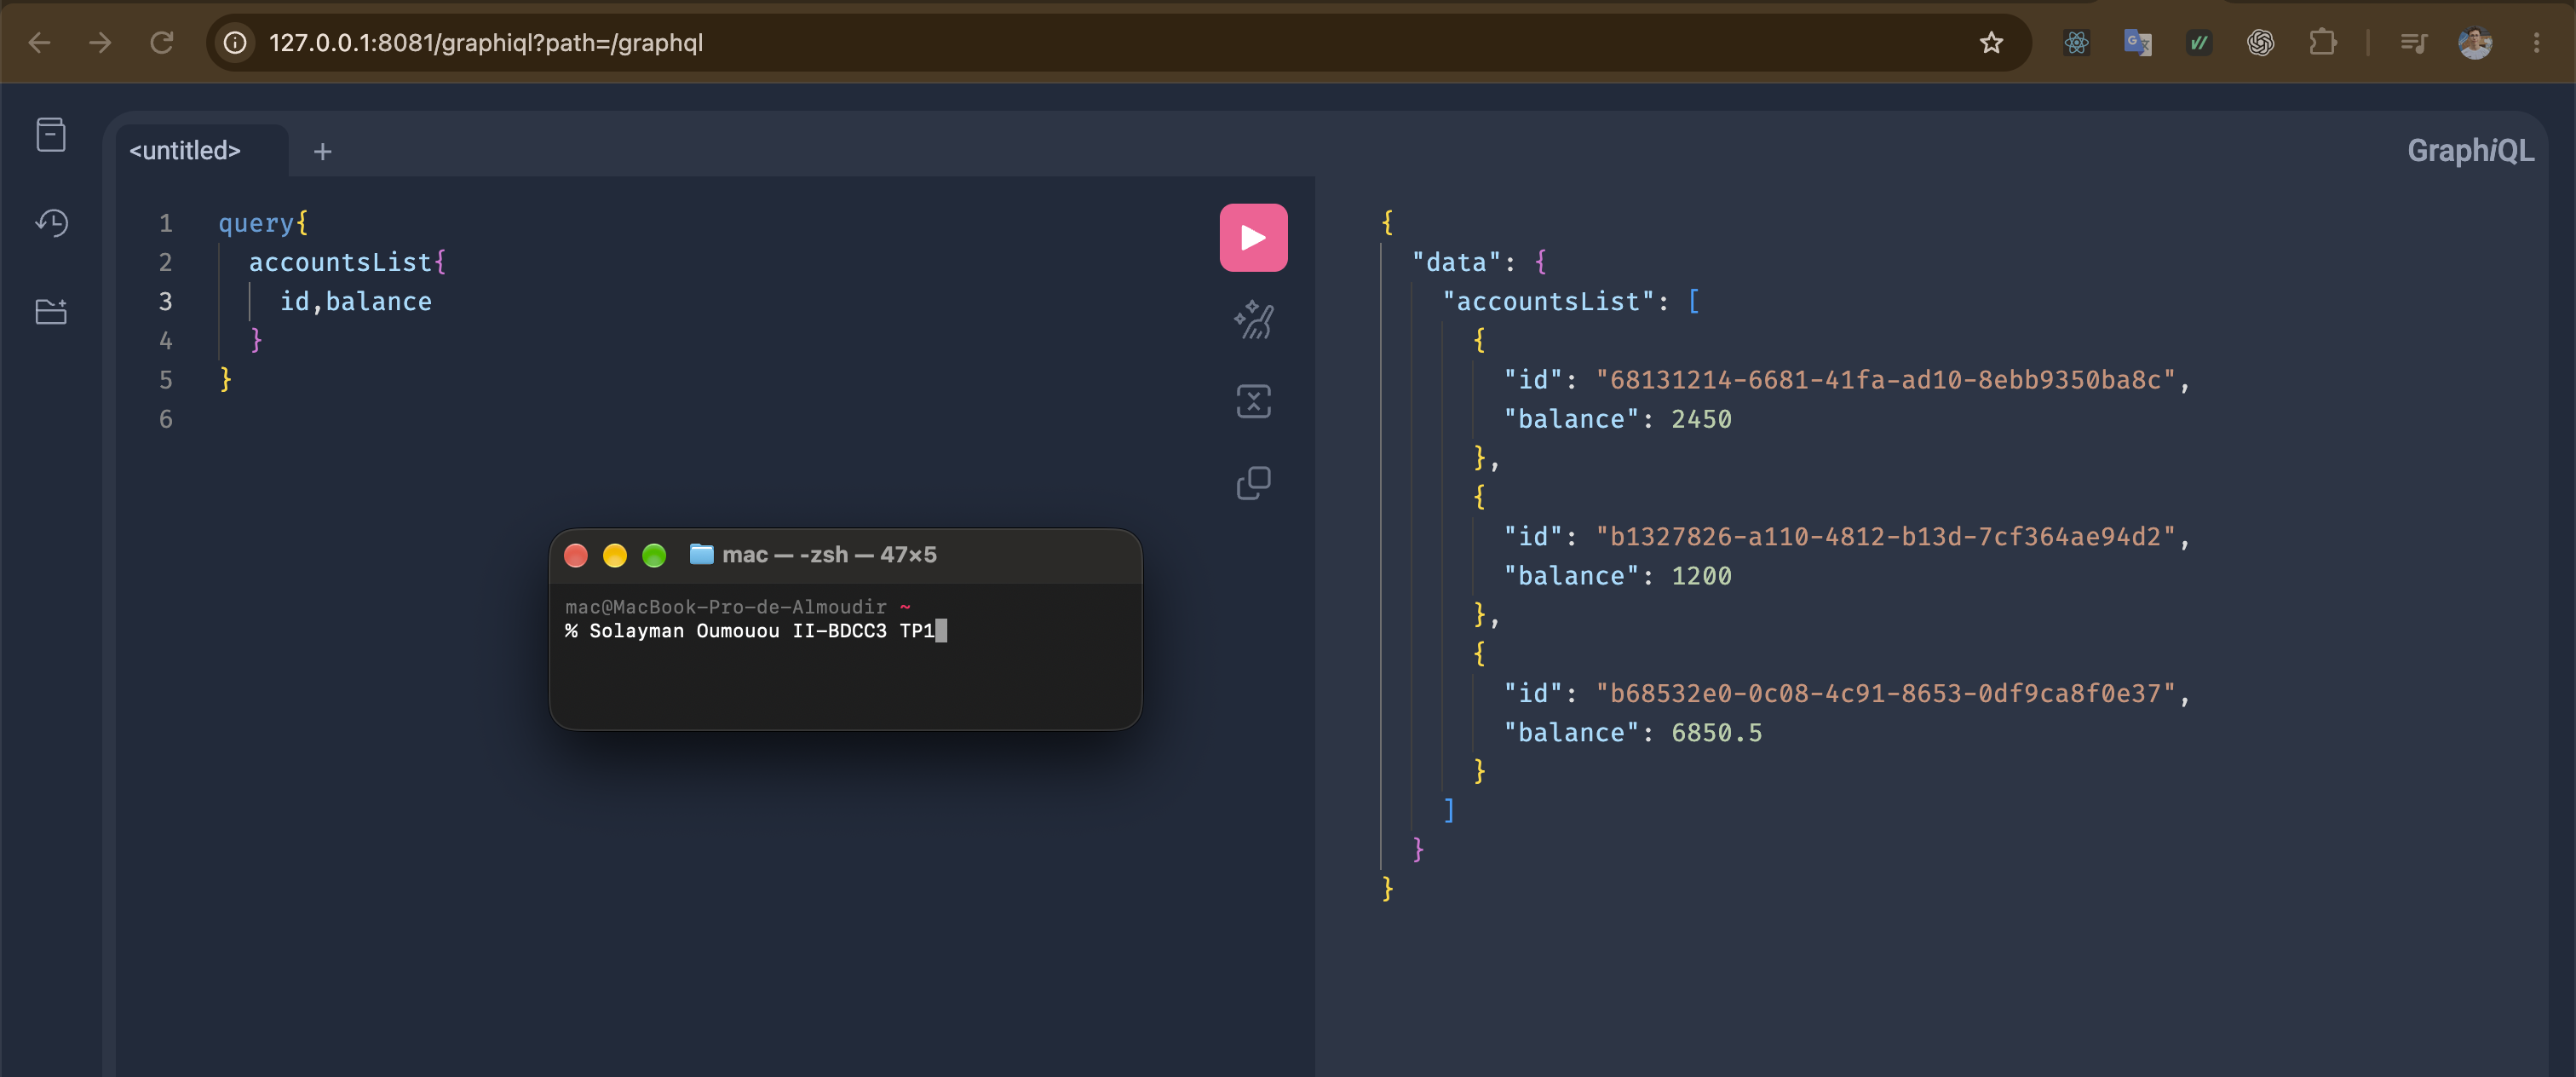 127.0.0.1:8081/graphiql?path=/graphql
<untitled>
+
GraphiQL
1 query{
2 accountsList{
3 id,balance
4 }
5 }
6
mac — -zsh — 47×5
mac@MacBook-Pro-de-Almoudir ~
% Solayman Oumouou II-BDCC3 TP1
{
"data": {
"accountsList": [
{
"id": "68131214-6681-41fa-ad10-8ebb9350ba8c",
"balance": 2450
},
{
"id": "b1327826-a110-4812-b13d-7cf364ae94d2",
"balance": 1200
},
{
"id": "b68532e0-0c08-4c91-8653-0df9ca8f0e37",
"balance": 6850.5
}
]
}
}